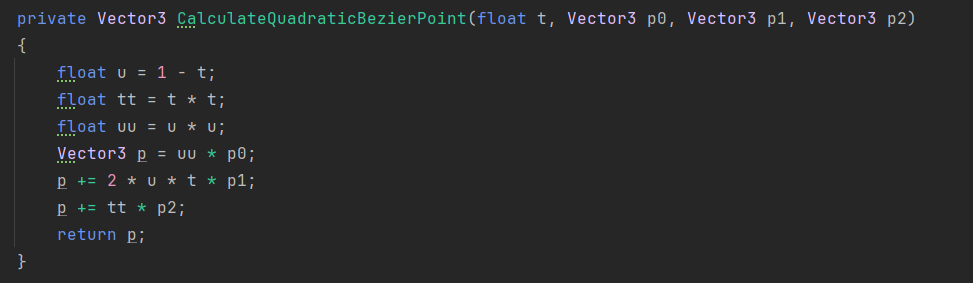 private Vector3 CalculateQuadraticBezierPoint(float t, Vector3 p0, Vector3 p1, Vector3 p2)
{
    float u = 1 - t;
    float tt = t * t;
    float uu = u * u;
    Vector3 p = uu * p0;
    p += 2 * u * t * p1;
    p += tt * p2;
    return p;
}